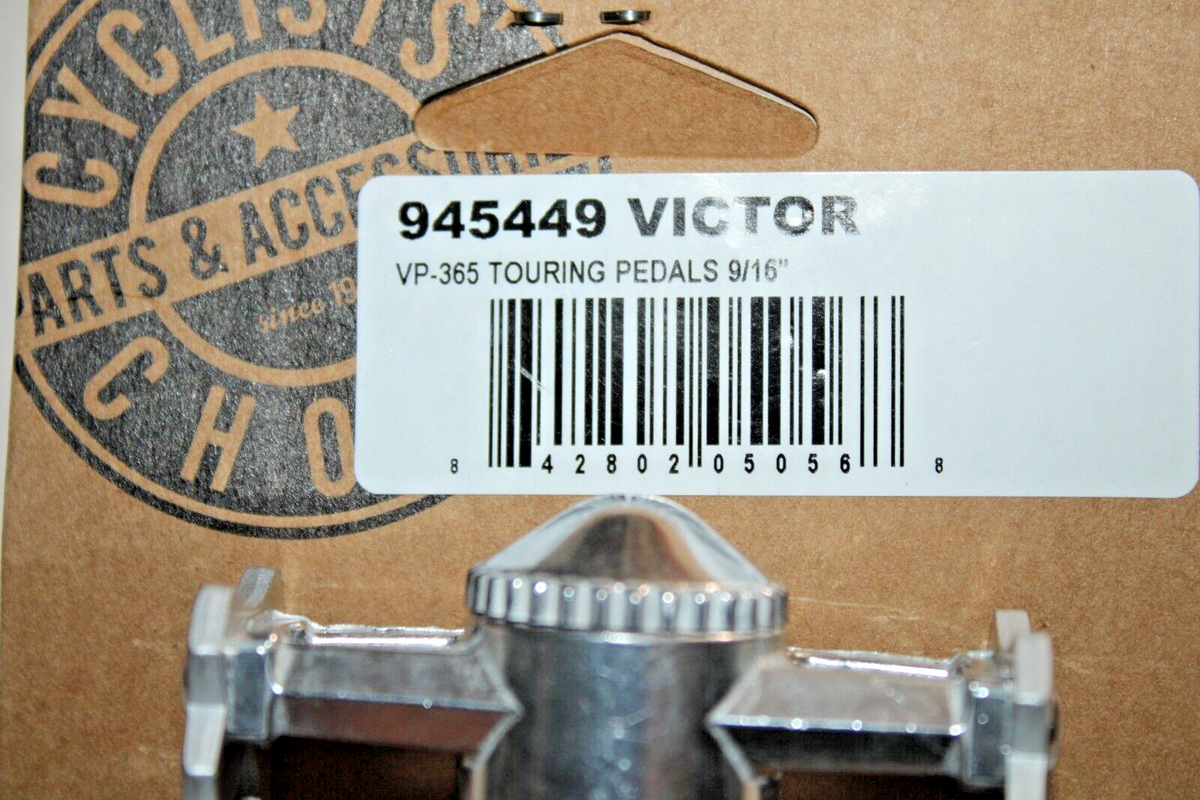 CYCLISTS'
PARTS & ACCESSORIES
since 19
CHO
945449 VICTOR
VP-365 TOURING PEDALS 9/16"
8 42802 05056 8